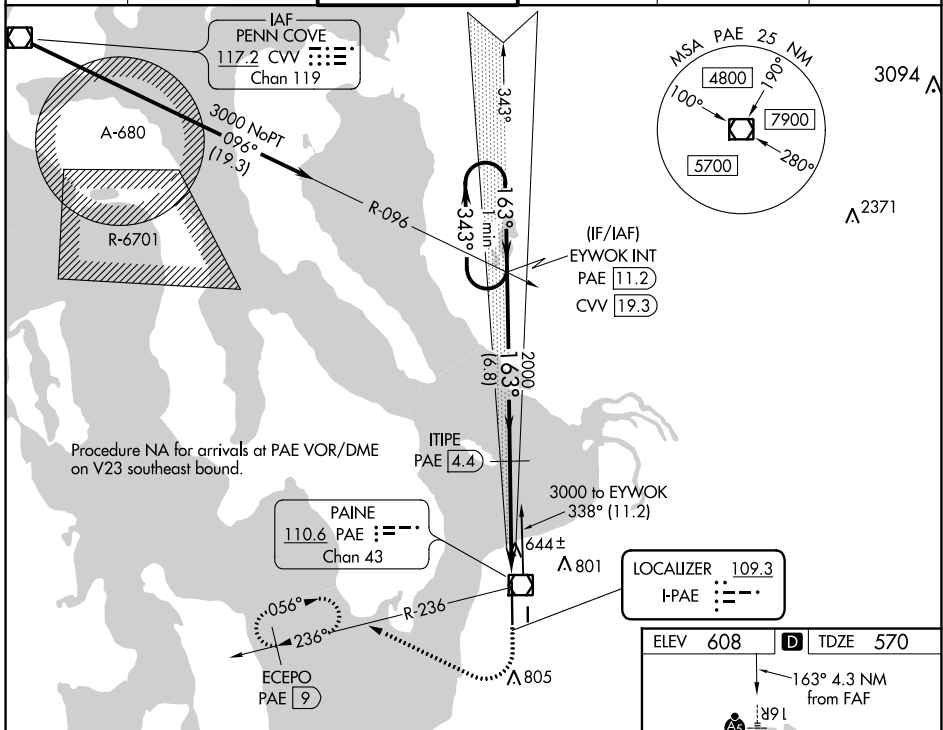 IAF
PENN COVE
117.2 CVV
Chan 119
MSA PAE 25 NM
4800
190°
100°
7900
5700
280°
3094
2371
A-680
R-6701
3000 NoPT
096°
(19.3)
R-096
343°
163°
1 min
343°
(IF/IAF)
EYWOK INT
PAE 11.2
CVV 19.3
2000
163°
(6.8)
Procedure NA for arrivals at PAE VOR/DME
on V23 southeast bound.
ITIPE
PAE 4.4
3000 to EYWOK
338° (11.2)
PAINE
110.6 PAE
Chan 43
644±
801
LOCALIZER 109.3
I-PAE
056°
236°
R-236
ECEPO
PAE 9
805
ELEV 608 D TDZE 570
163° 4.3 NM
from FAF
16R
A5